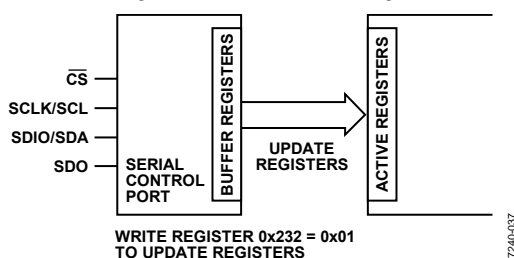 CS
SCLK/SCL
SDIO/SDA
SDO
SERIAL
CONTROL
PORT
BUFFER REGISTERS
UPDATE
REGISTERS
ACTIVE REGISTERS
WRITE REGISTER 0x232 = 0x01
TO UPDATE REGISTERS
7240-037